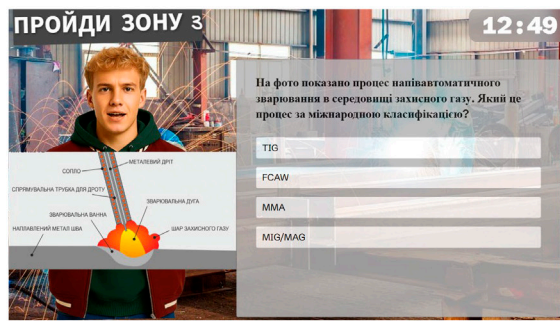 ПРОЙДИ ЗОНУ 3
12:49
На фото показано процес напівавтоматичного
зварювання в середовищі захисного газу. Який це
процес за міжнародною класифікацією?
TIG
FCAW
MMA
MIG/MAG
МЕТАЛЕВИЙ ДРІТ
СОПЛО
СПРЯМУВАЛЬНА ТРУБКА ДЛЯ ДРОТУ
ЗВАРЮВАЛЬНА ДУГА
ЗВАРЮВАЛЬНА ВАННА
НАПЛАВЛЕНИЙ МЕТАЛ ШВА
ШАР ЗАХИСНОГО ГАЗУ